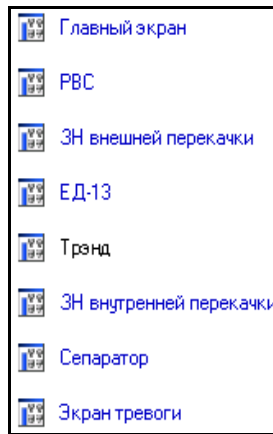 Главный экран
РВС
ЗН внешней перекачки
ЕД-13
Трэнд
ЗН внутренней перекачки
Сепаратор
Экран тревоги